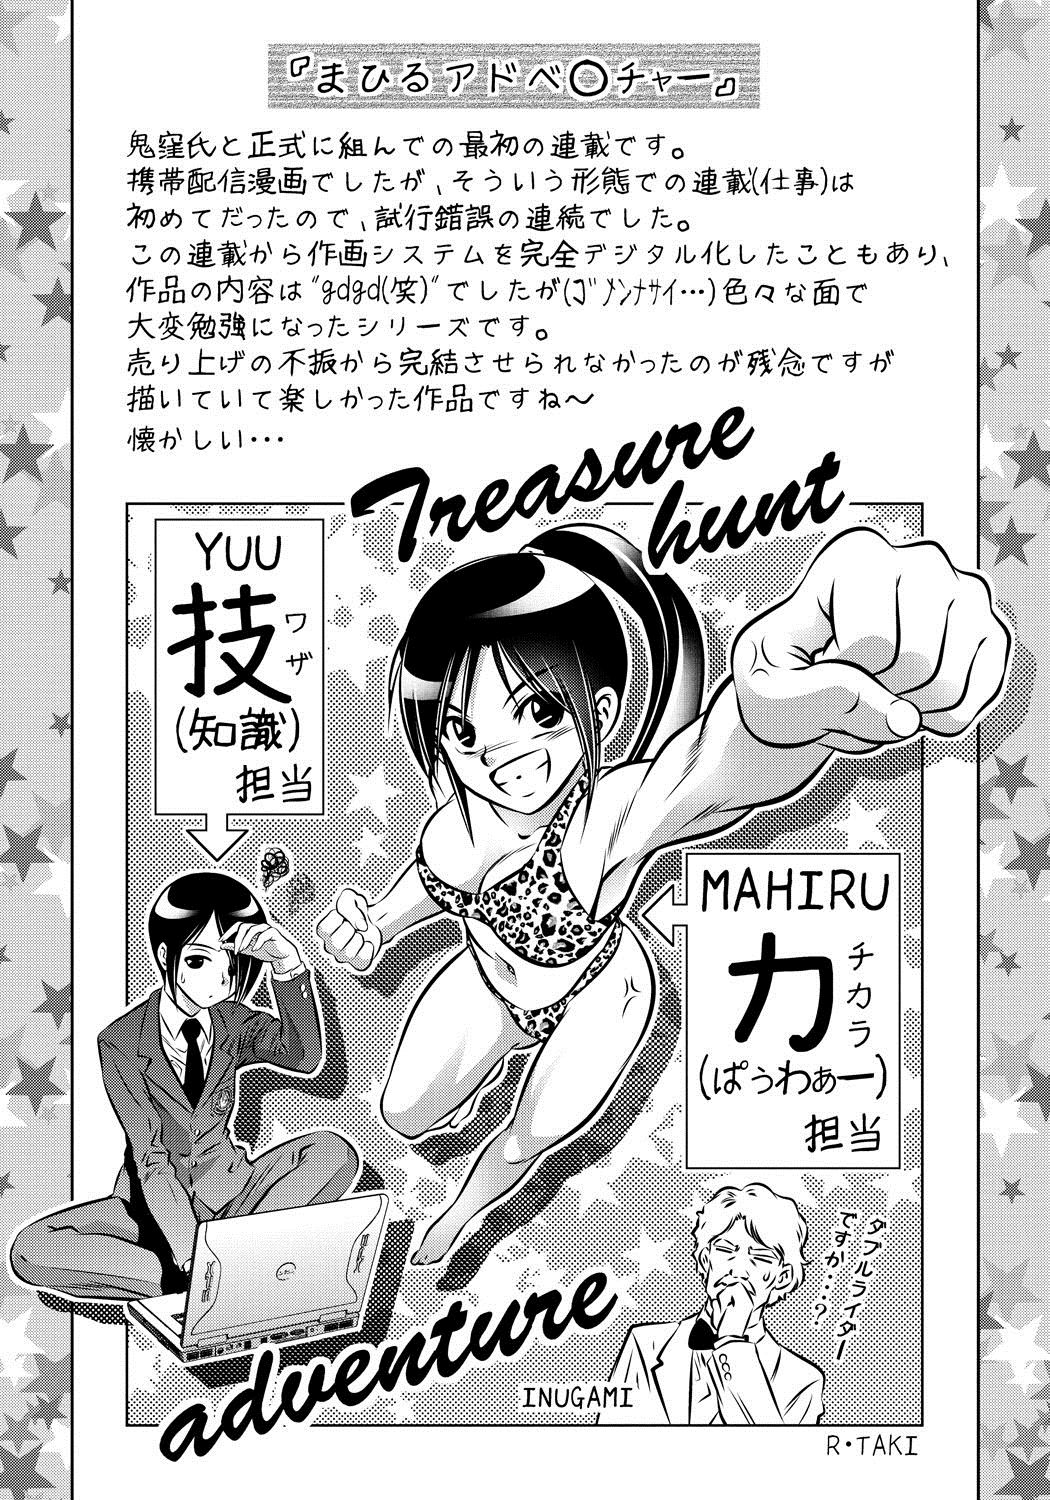 『まひるアドベ〇チャー』
鬼窪氏と正式に組んでの最初の連載です。
携帯配信漫画でしたが、そういう形態での連載(仕事)は
初めてだったので、試行錯誤の連続でした。
この連載から作画システムを完全デジタル化したこともあり、
作品の内容は"gdgd(笑)"でしたが(ｺﾞﾒﾝﾅｻｲ…)色々な面で
大変勉強になったシリーズです。
売り上げの不振から完結させられなかったのが残念ですが
描いていて楽しかった作品ですね～
懐かしい…
Treasure
hunt
YUU
技
ワザ
(知識)
担当
MAHIRU
力
チカラ
(ぱぅわぁー)
担当
ダブルライダー
ですか…?
adventure
INUGAMI
R・TAKI